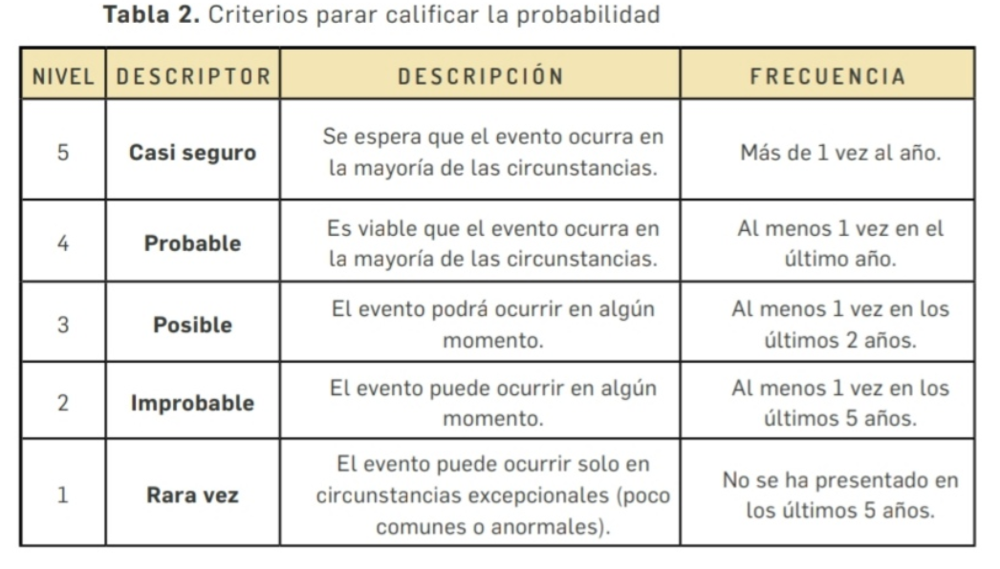 Tabla 2. Criterios parar calificar la probabilidad
NIVEL DESCRIPTOR DESCRIPCIÓN FRECUENCIA
5 Casi seguro Se espera que el evento ocurra en la mayoría de las circunstancias. Más de 1 vez al año.
4 Probable Es viable que el evento ocurra en la mayoría de las circunstancias. Al menos 1 vez en el último año.
3 Posible El evento podrá ocurrir en algún momento. Al menos 1 vez en los últimos 2 años.
2 Improbable El evento puede ocurrir en algún momento. Al menos 1 vez en los últimos 5 años.
1 Rara vez El evento puede ocurrir solo en circunstancias excepcionales (poco comunes o anormales). No se ha presentado en los últimos 5 años.